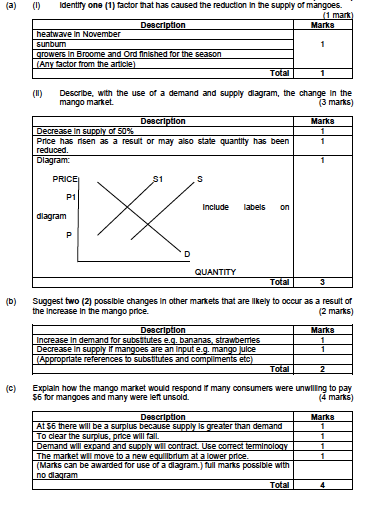 (a) (i) Identify one (1) factor that has caused the reduction in the supply of mangoes.
(1 mark)
Description Marks
heatwave in November
sunburn 1
growers in Broome and Ord finished for the season
(Any factor from the article)
Total 1
(ii) Describe, with the use of a demand and supply diagram, the change in the
mango market. (3 marks)
Description Marks
Decrease in supply of 50% 1
Price has risen as a result or may also state quantity has been 1
reduced.
Diagram: 1
PRICE S1 S
P1
Include labels on
diagram
P
D
QUANTITY
Total 3
(b) Suggest two (2) possible changes in other markets that are likely to occur as a result of
the increase in the mango price. (2 marks)
Description Marks
Increase in demand for substitutes e.g. bananas, strawberries 1
Decrease in supply if mangoes are an input e.g. mango juice 1
(Appropriate references to substitutes and compliments etc)
Total 2
(c) Explain how the mango market would respond if many consumers were unwilling to pay
$6 for mangoes and many were left unsold. (4 marks)
Description Marks
At $6 there will be a surplus because supply is greater than demand 1
To clear the surplus, price will fall. 1
Demand will expand and supply will contract. Use correct terminology 1
The market will move to a new equilibrium at a lower price. 1
(Marks can be awarded for use of a diagram.) full marks possible with
no diagram
Total 4